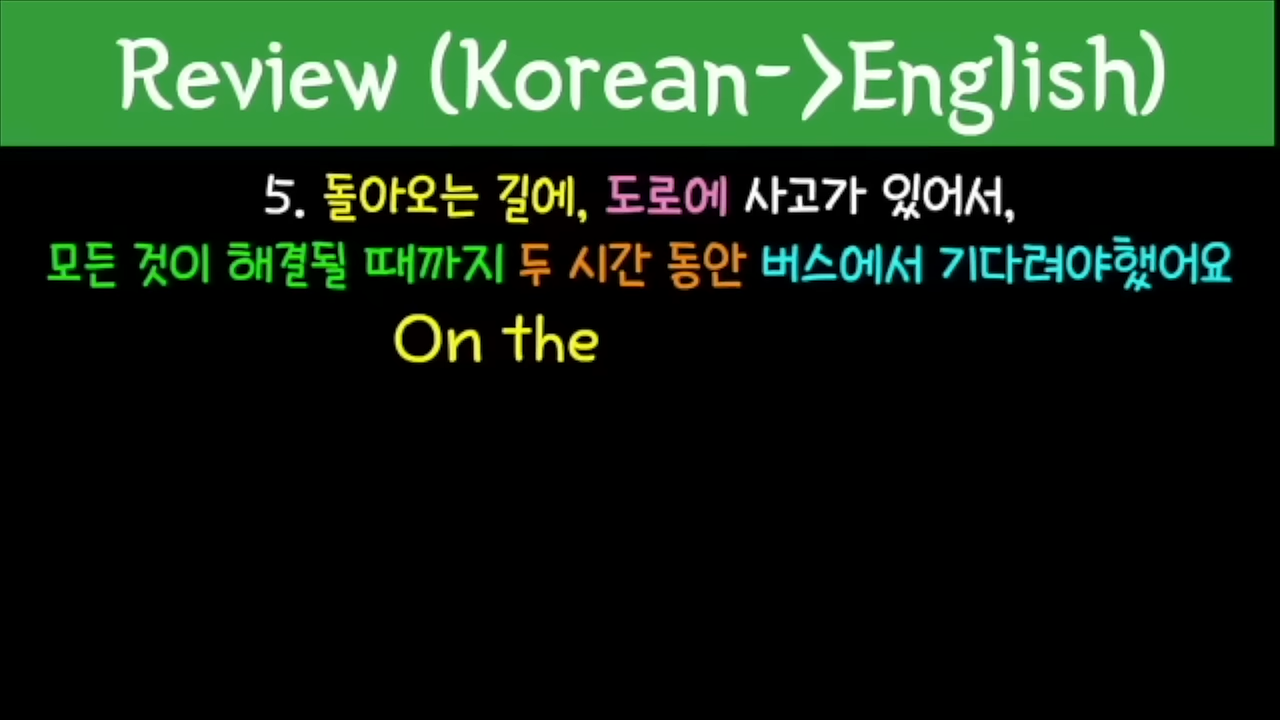 Review (Korean->English)
5. 돌아오는 길에, 도로에 사고가 있어서,
모든 것이 해결될 때까지 두 시간 동안 버스에서 기다려야했어요
On the